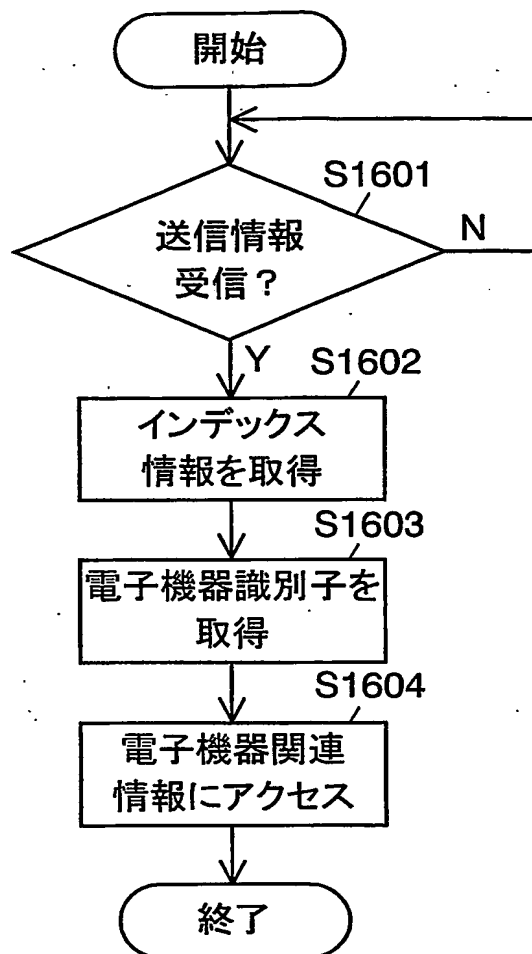 開始
S1601
送信情報
受信？
N
Y
S1602
インデックス
情報を取得
S1603
電子機器識別子を
取得
S1604
電子機器関連
情報にアクセス
終了